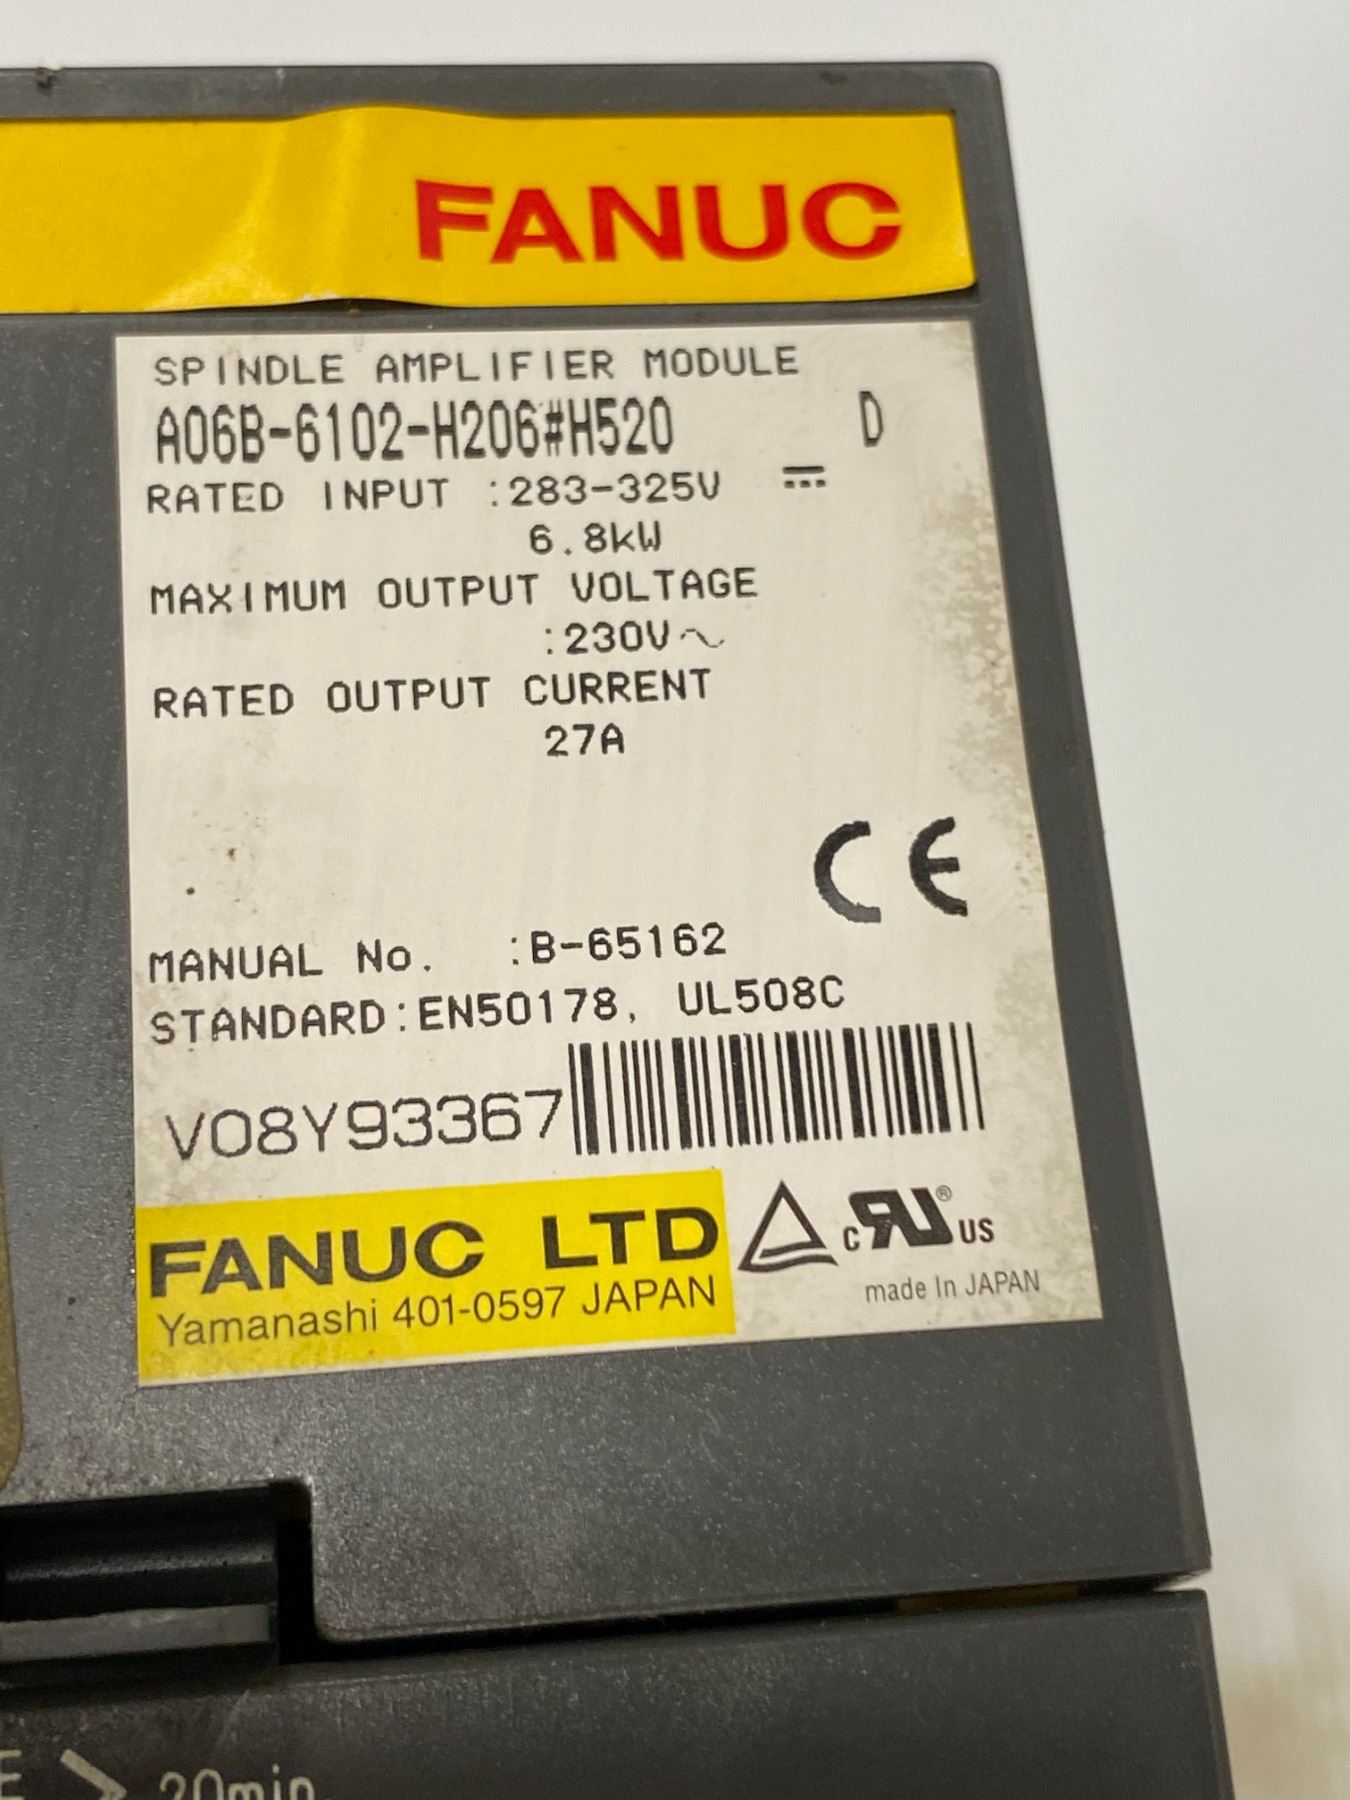 FANUC
SPINDLE AMPLIFIER MODULE
A06B-6102-H206#H520 D
RATED INPUT :283-325V ⎓
6.8kW
MAXIMUM OUTPUT VOLTAGE
:230V~
RATED OUTPUT CURRENT
27A
CE
MANUAL No. :B-65162
STANDARD:EN50178, UL508C
V08Y93367
FANUC LTD
Yamanashi 401-0597 JAPAN
c RU® US
made In JAPAN
> 20min